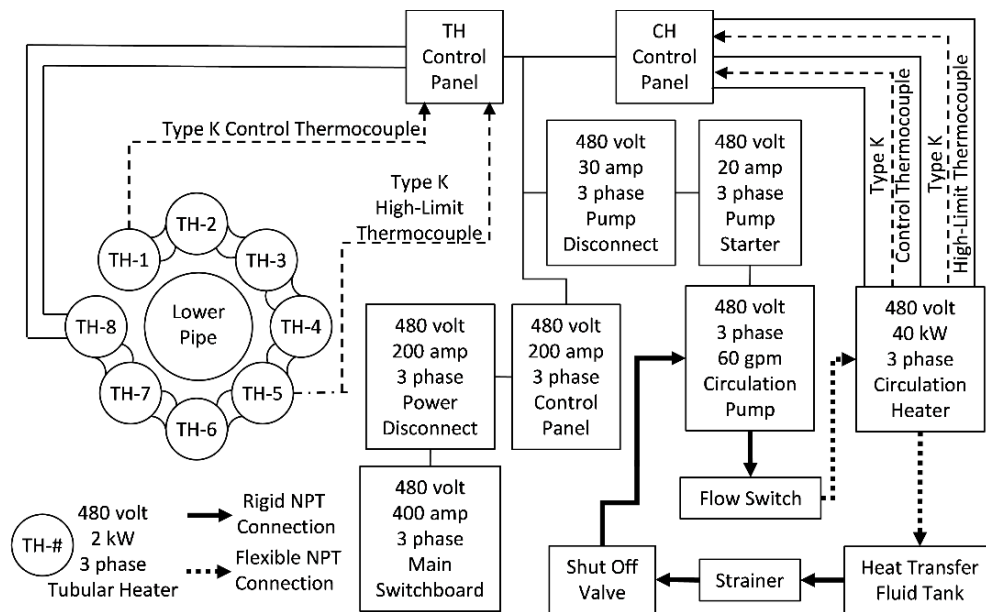 TH
Control
Panel
CH
Control
Panel
Type K Control Thermocouple
Type K
High-Limit
Thermocouple
Type K
Control Thermocouple
Type K
High-Limit Thermocouple
480 volt
30 amp
3 phase
Pump
Disconnect
480 volt
20 amp
3 phase
Pump
Starter
TH-1
TH-2
TH-3
TH-4
TH-5
TH-6
TH-7
TH-8
Lower
Pipe
480 volt
200 amp
3 phase
Power
Disconnect
480 volt
200 amp
3 phase
Control
Panel
480 volt
3 phase
60 gpm
Circulation
Pump
480 volt
40 kW
3 phase
Circulation
Heater
480 volt
400 amp
3 phase
Main
Switchboard
Flow Switch
Shut Off
Valve
Strainer
Heat Transfer
Fluid Tank
TH-#
480 volt
2 kW
3 phase
Tubular Heater
Rigid NPT
Connection
Flexible NPT
Connection